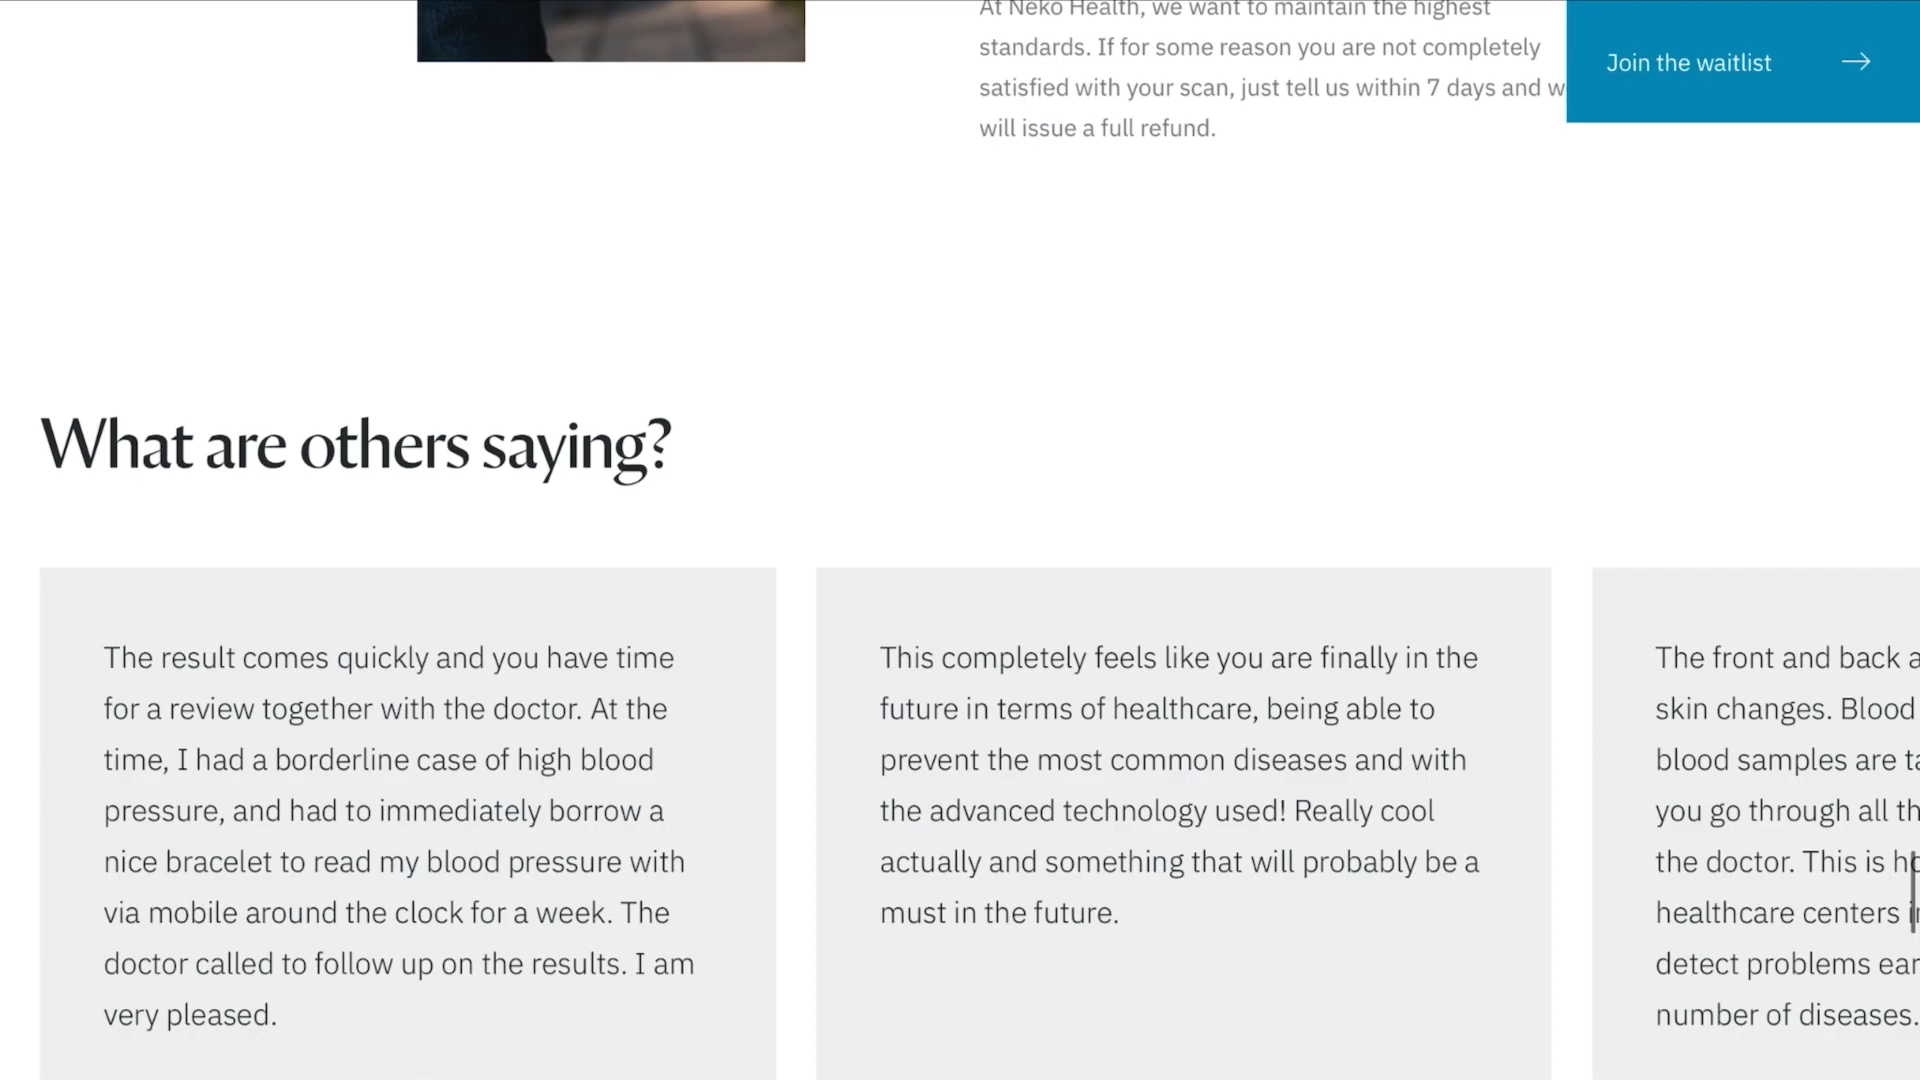 At Neko Health, we want to maintain the highest
standards. If for some reason you are not completely
satisfied with your scan, just tell us within 7 days and
will issue a full refund.
Join the waitlist
What are others saying?
The result comes quickly and you have time
for a review together with the doctor. At the
time, I had a borderline case of high blood
pressure, and had to immediately borrow a
nice bracelet to read my blood pressure with
via mobile around the clock for a week. The
doctor called to follow up on the results. I am
very pleased.
This completely feels like you are finally in the
future in terms of healthcare, being able to
prevent the most common diseases and with
the advanced technology used! Really cool
actually and something that will probably be a
must in the future.
The front and back
skin changes. Blood
blood samples are
you go through all
the doctor. This is
healthcare centers
detect problems
number of diseases.